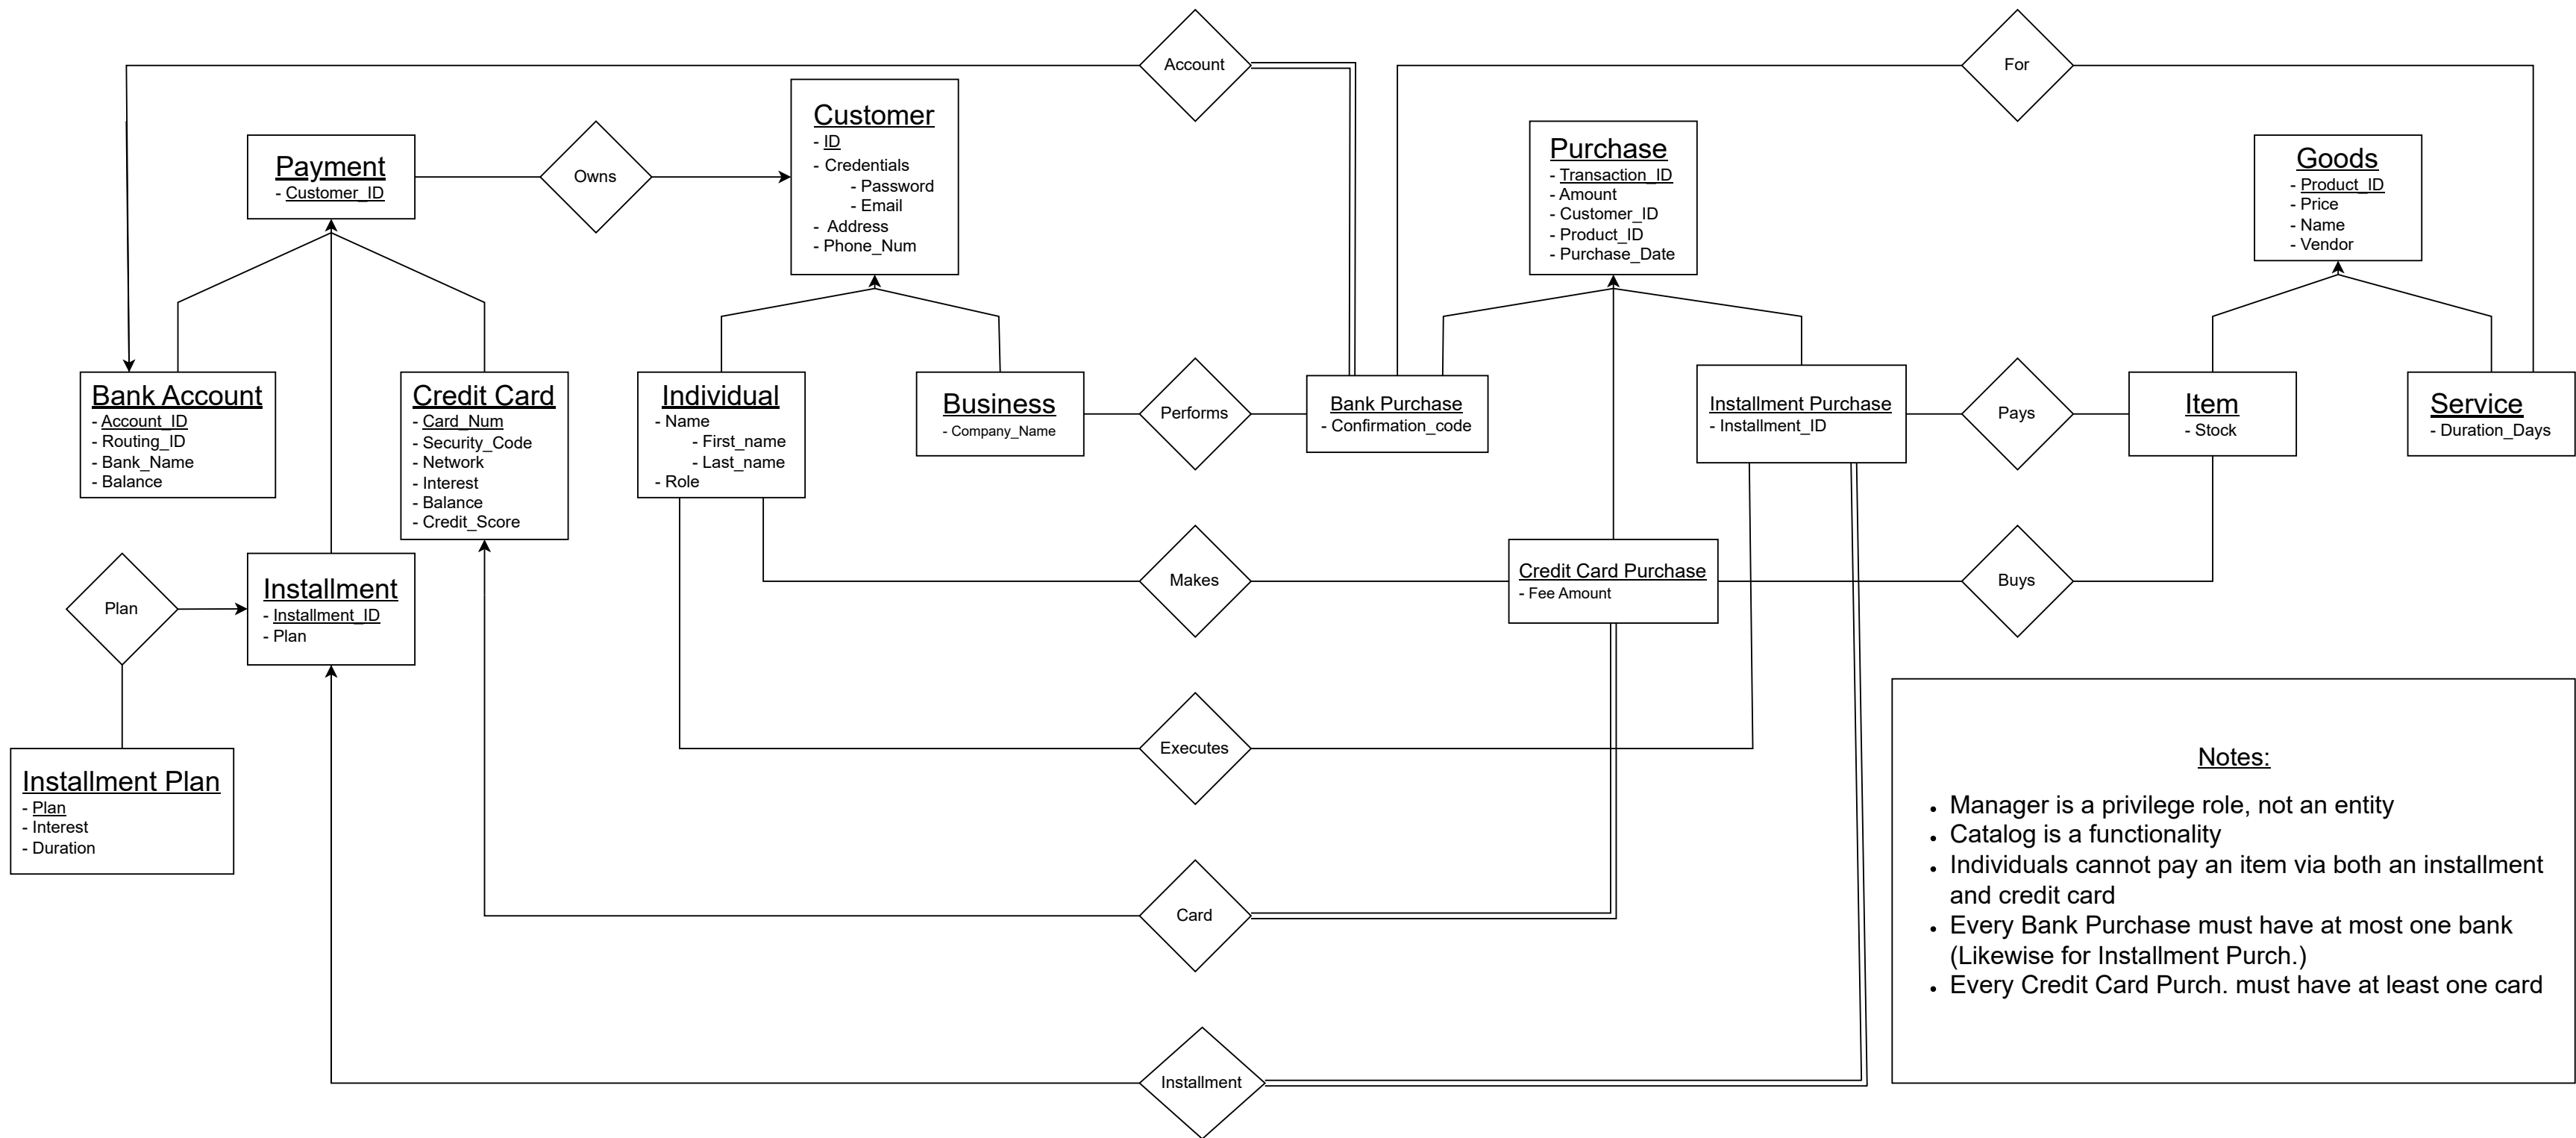 Account
For
Customer
- ID
- Credentials
- Password
- Email
- Address
- Phone_Num
Payment
- Customer_ID
Owns
Purchase
- Transaction_ID
- Amount
- Customer_ID
- Product_ID
- Purchase_Date
Goods
- Product_ID
- Price
- Name
- Vendor
Bank Account
- Account_ID
- Routing_ID
- Bank_Name
- Balance
Credit Card
- Card_Num
- Security_Code
- Network
- Interest
- Balance
- Credit_Score
Individual
- Name
- First_name
- Last_name
- Role
Business
- Company_Name
Performs
Bank Purchase
- Confirmation_code
Installment Purchase
- Installment_ID
Pays
Item
- Stock
Service
- Duration_Days
Plan
Installment
- Installment_ID
- Plan
Makes
Credit Card Purchase
- Fee Amount
Buys
Executes
Installment Plan
- Plan
- Interest
- Duration
Card
Installment
Notes:
• Manager is a privilege role, not an entity
• Catalog is a functionality
• Individuals cannot pay an item via both an installment
and credit card
• Every Bank Purchase must have at most one bank
(Likewise for Installment Purch.)
• Every Credit Card Purch. must have at least one card